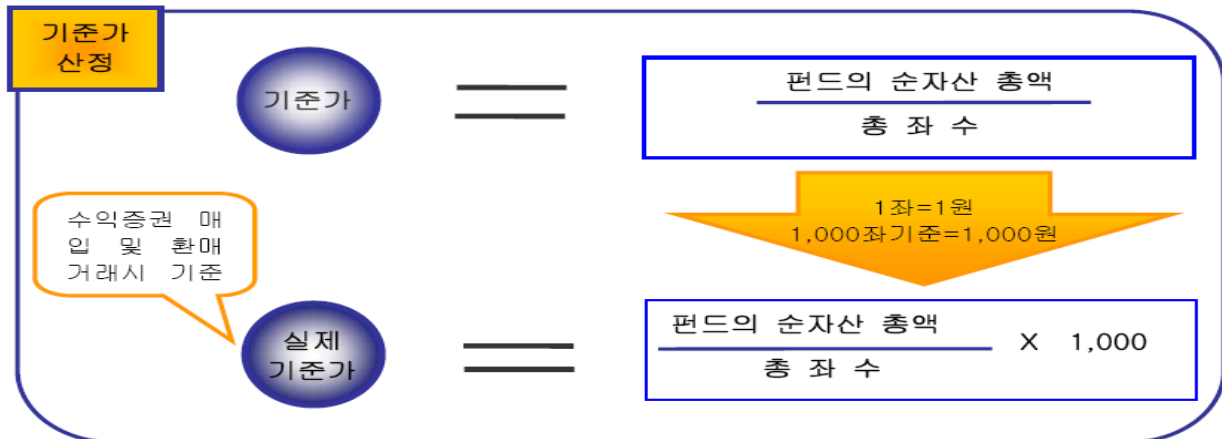 기준가
산정
기준가
펀드의 순자산 총액
총 좌 수
1좌=1원
1,000좌기준=1,000원
수익증권 매
입 및 환매
거래시 기준
실제
기준가
펀드의 순자산 총액
총 좌 수
X 1,000